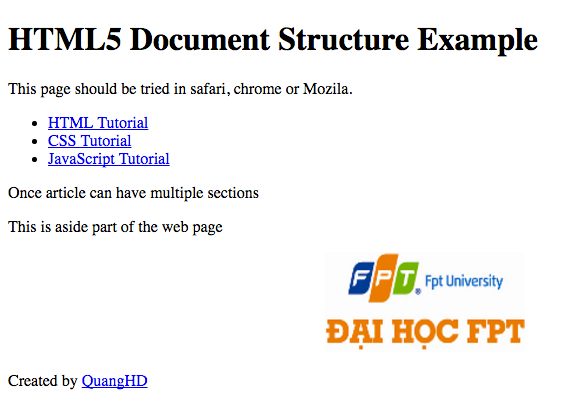 HTML5 Document Structure Example
This page should be tried in safari, chrome or Mozila.
HTML Tutorial
CSS Tutorial
JavaScript Tutorial
Once article can have multiple sections
This is aside part of the web page
FPT Fpt University
ĐẠI HỌC FPT
Created by QuangHD